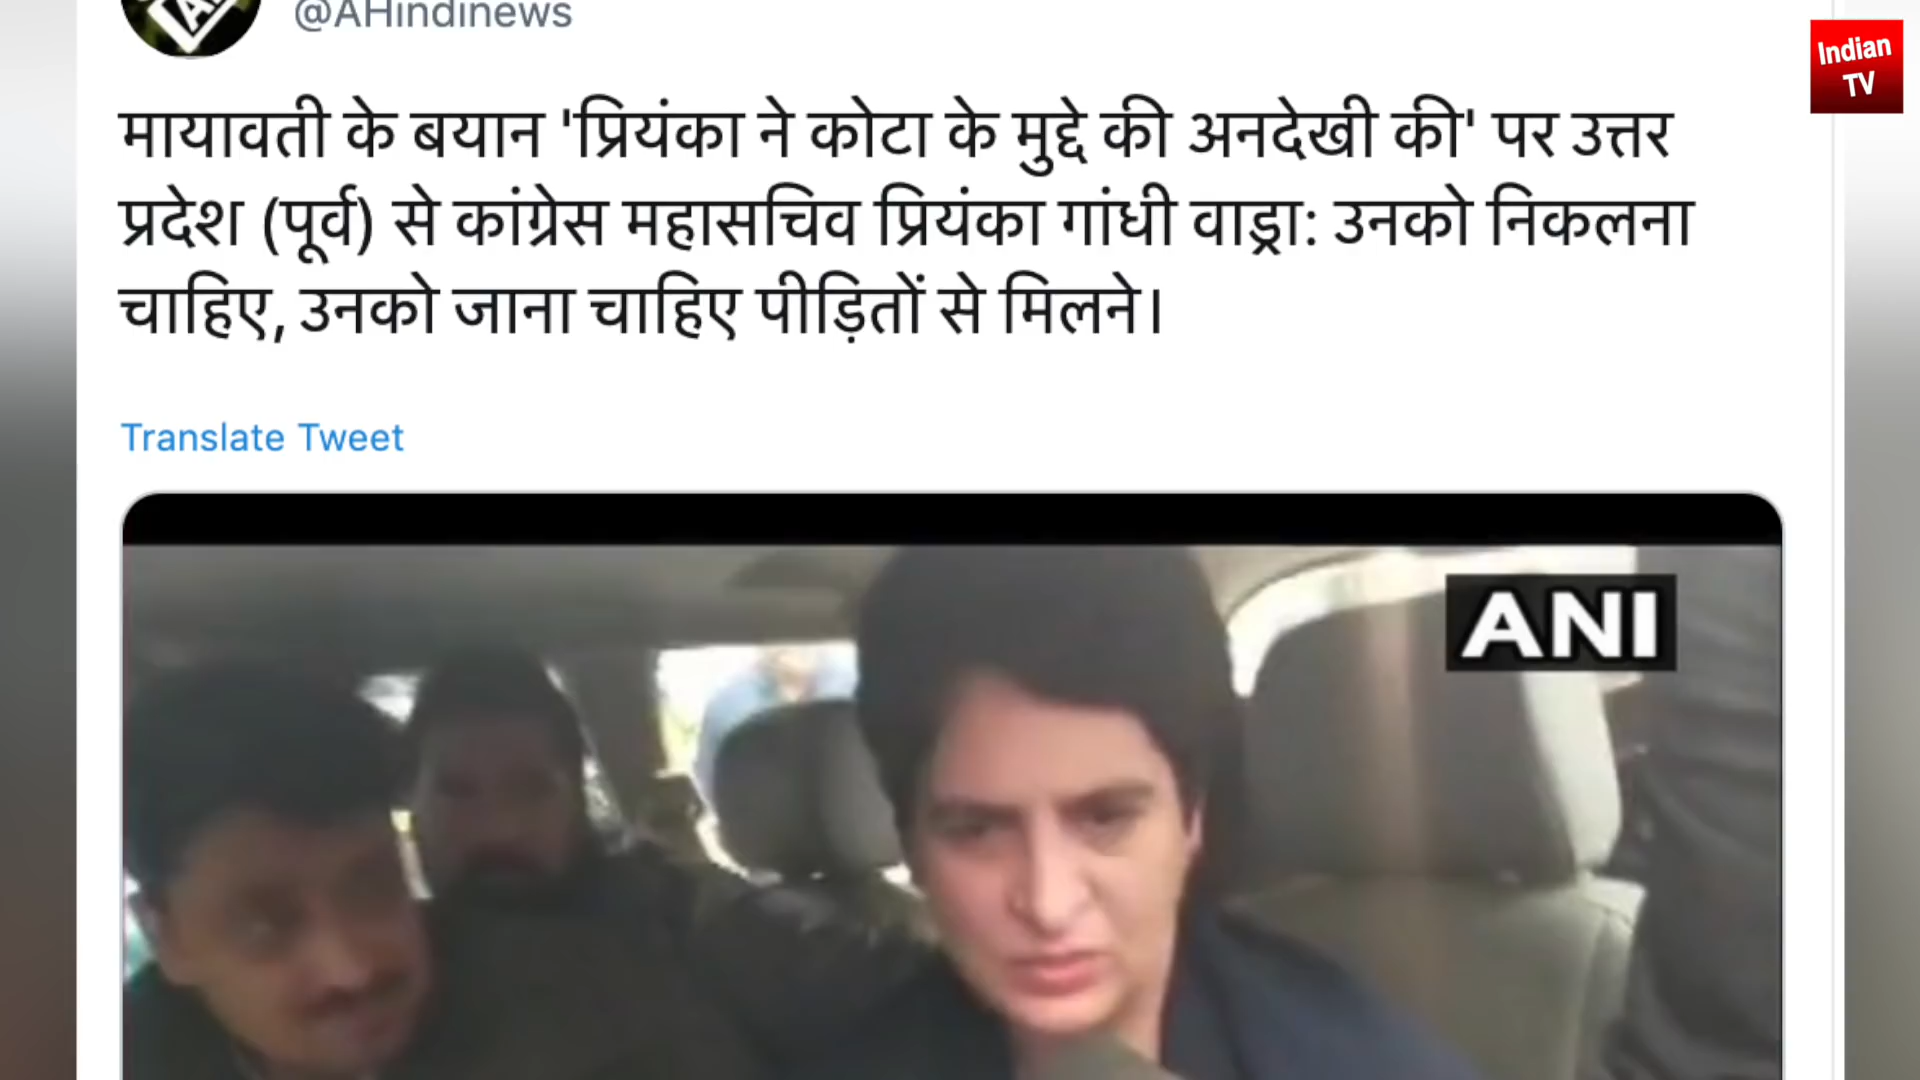 @AHindinews
Indian
TV
मायावती के बयान 'प्रियंका ने कोटा के मुद्दे की अनदेखी की' पर उत्तर
प्रदेश (पूर्व) से कांग्रेस महासचिव प्रियंका गांधी वाड्रा: उनको निकलना
चाहिए, उनको जाना चाहिए पीड़ितों से मिलने।
Translate Tweet
ANI